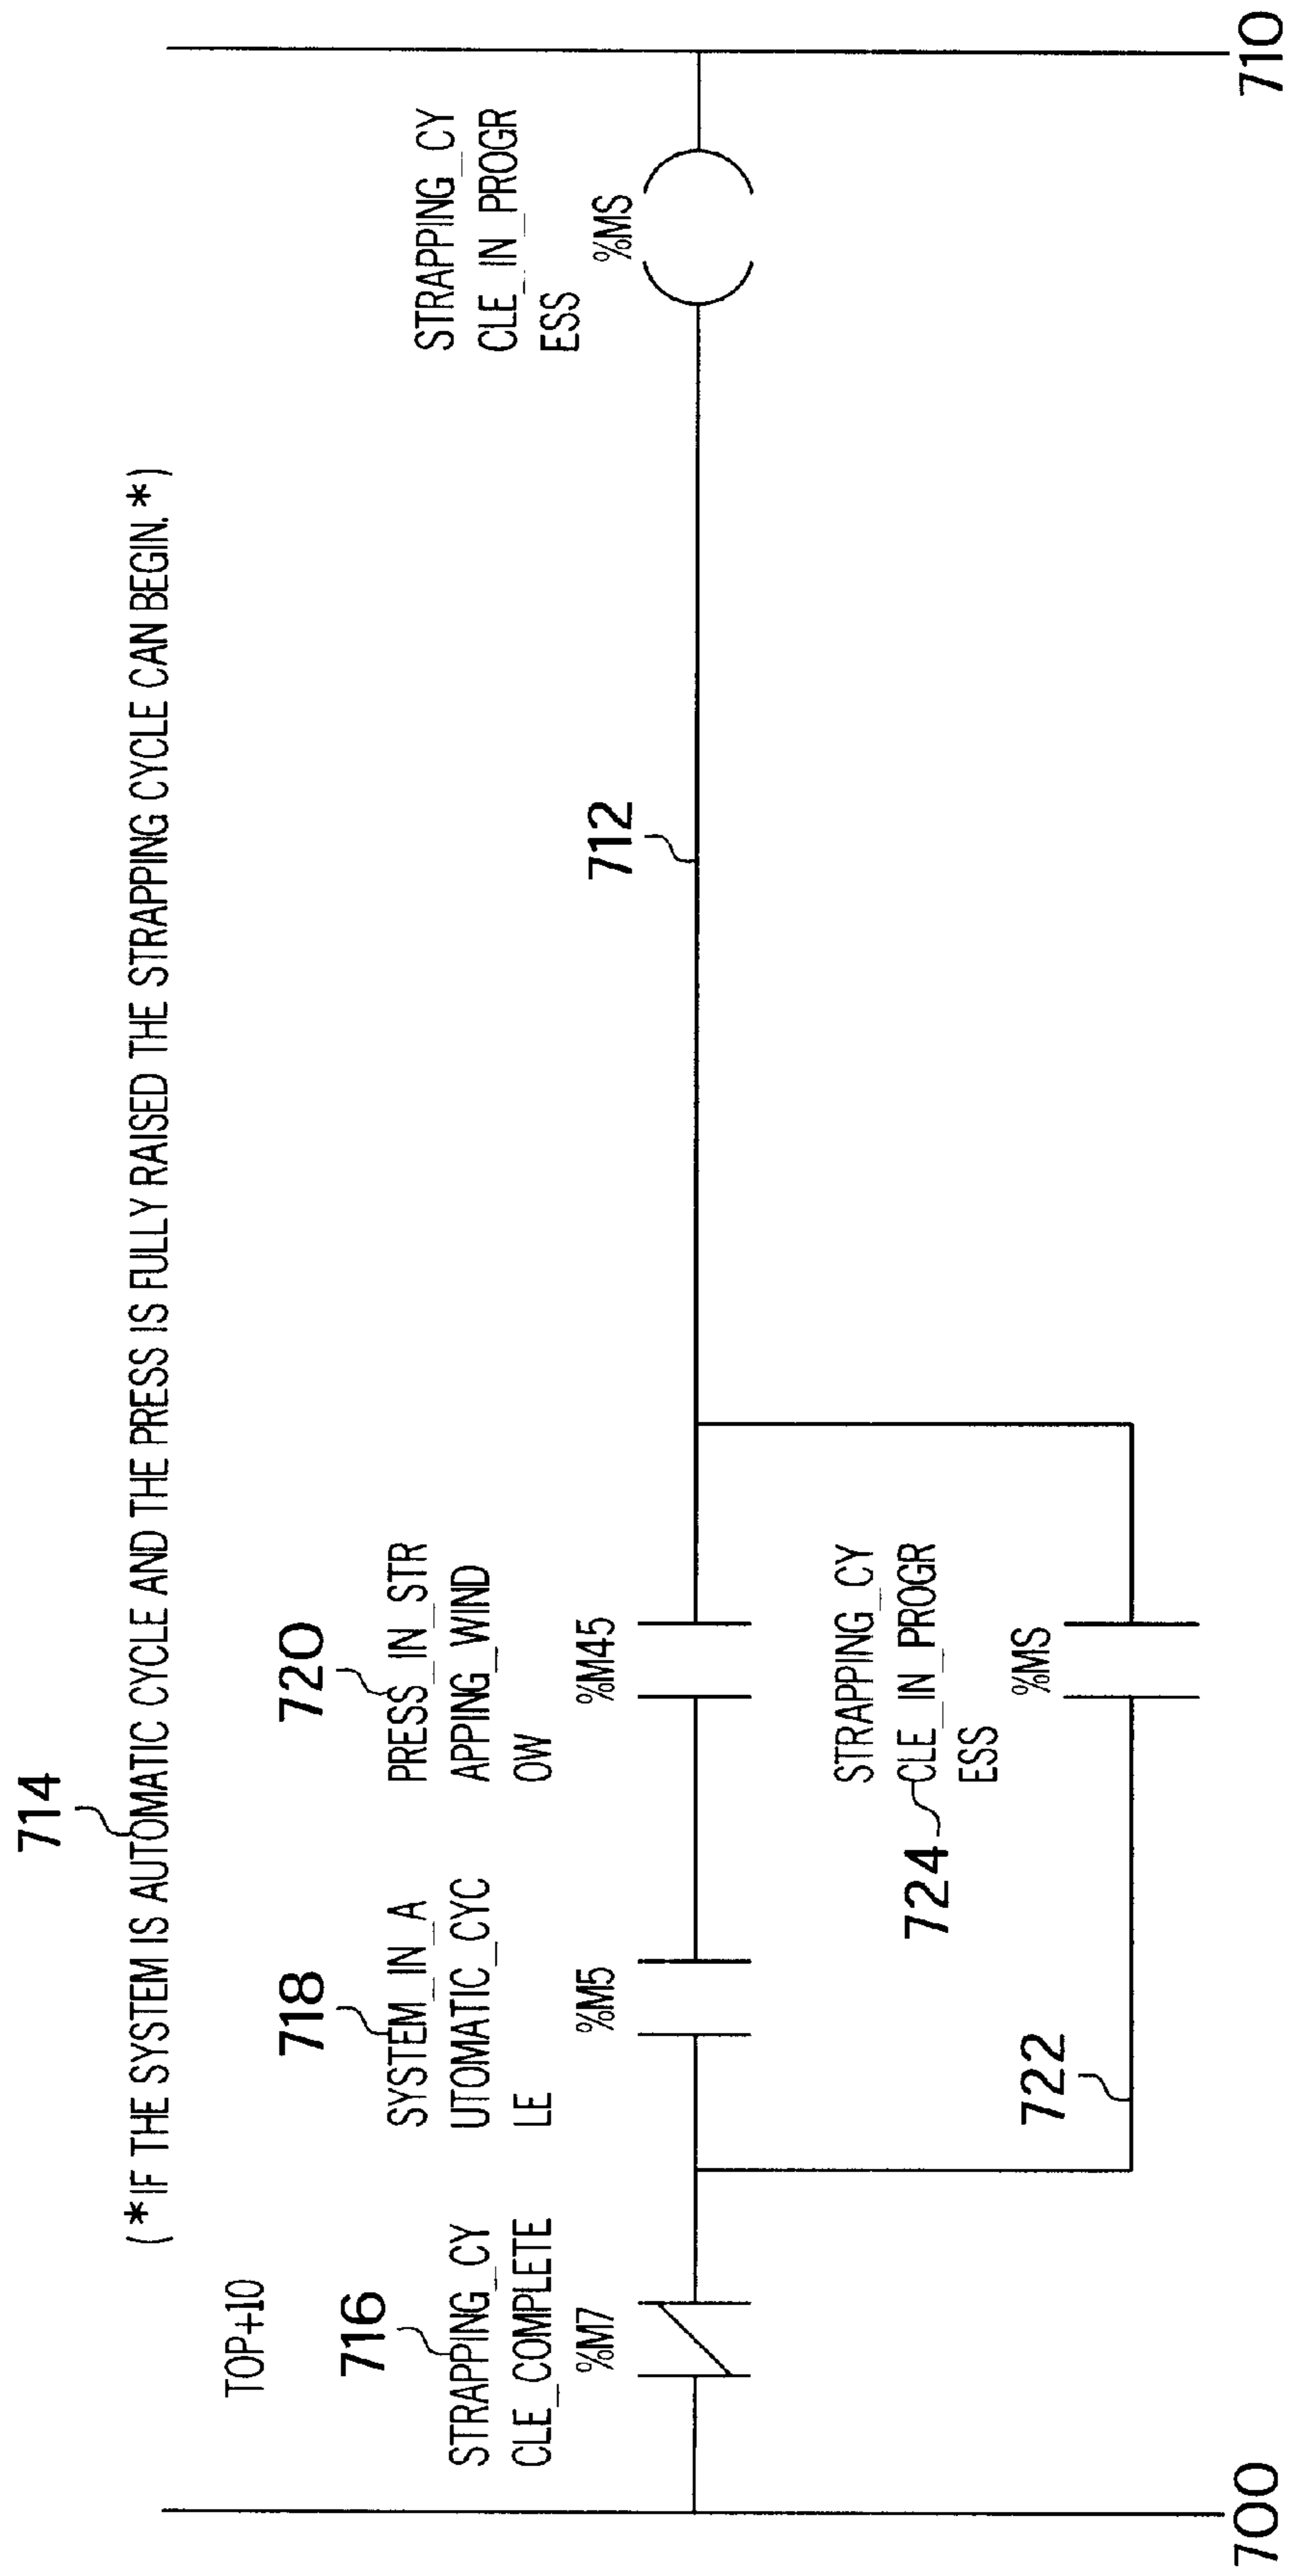 714
(*IF THE SYSTEM IS AUTOMATIC CYCLE AND THE PRESS IS FULLY RAISED THE STRAPPING CYCLE CAN BEGIN.*)
TOP+10
716
STRAPPING_CY
CLE_COMPLETE
%M7
718
SYSTEM_IN_A
UTOMATIC_CYC
LE
%M5
720
PRESS_IN_STR
APPING_WIND
OW
%M45
712
STRAPPING_CY
CLE_IN_PROGR
ESS
%MS
724
STRAPPING_CY
CLE_IN_PROGR
ESS
%MS
722
700
710